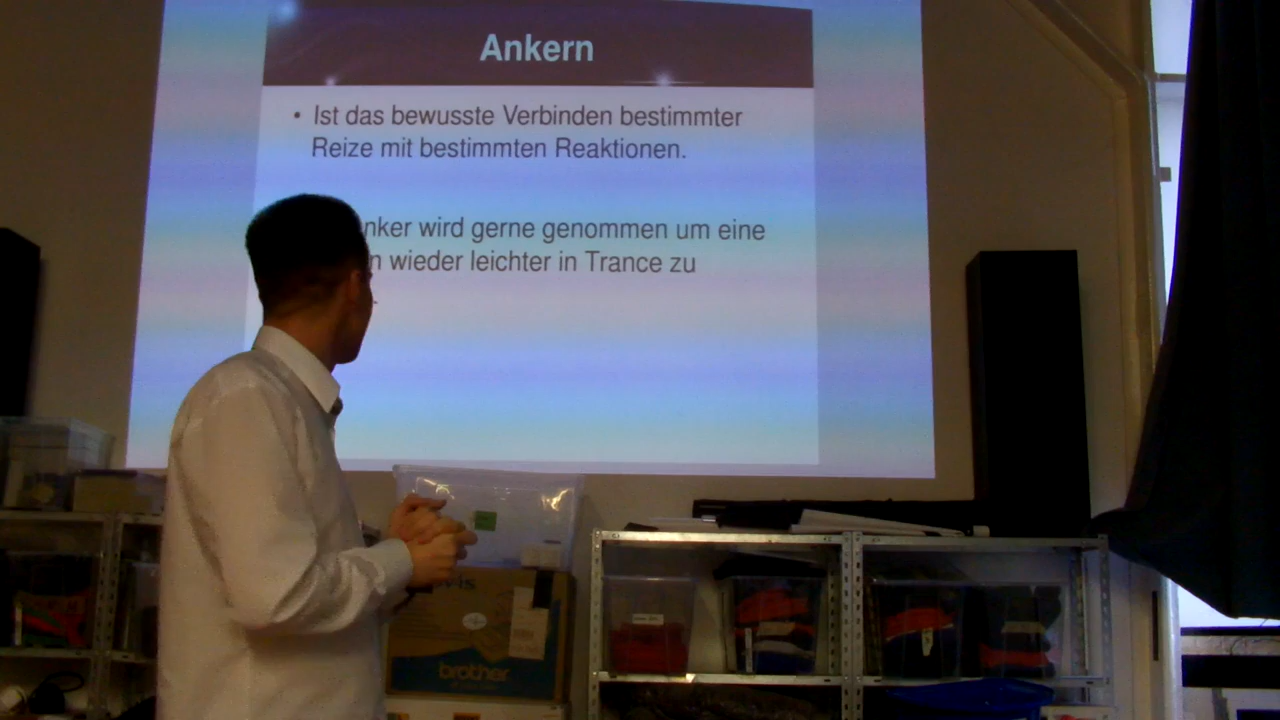 Ankern
• Ist das bewusste Verbinden bestimmter
Reize mit bestimmten Reaktionen.
nker wird gerne genommen um eine
n wieder leichter in Trance zu
brother